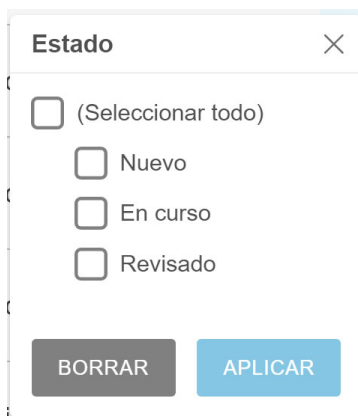 Estado
(Seleccionar todo)
Nuevo
En curso
Revisado
BORRAR APLICAR